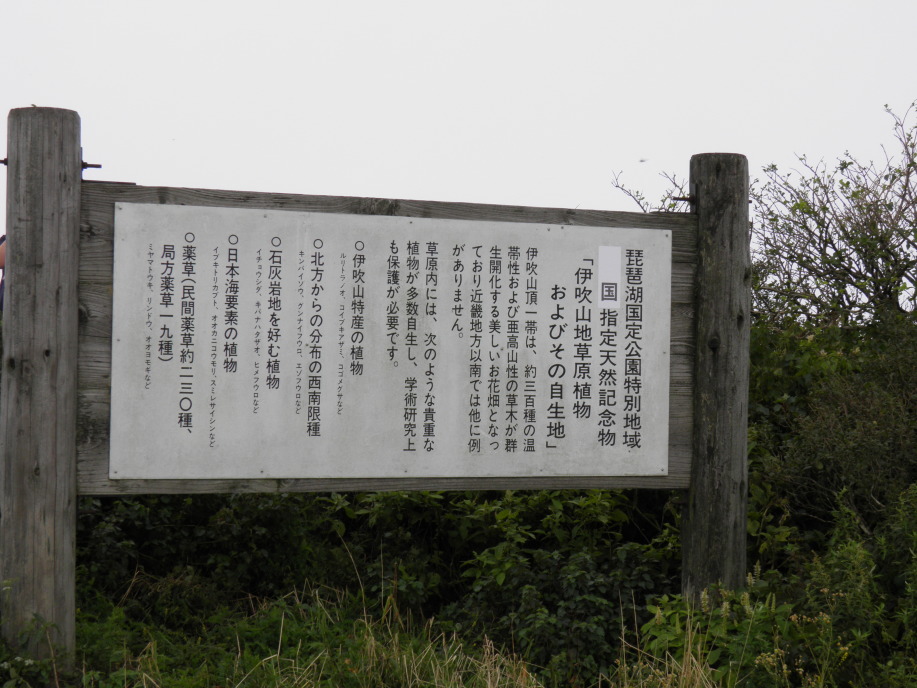 琵琶湖国定公園特別地域
国指定天然記念物
「伊吹山地草原植物
およびその自生地」
伊吹山頂一帯は、約三百種の温
帯性および亜高山性の草木が群
生開化する美しいお花畑となっ
ており近畿地方以南では他に例
がありません。
草原内には、次のような貴重な
植物が多数自生し、学術研究上
も保護が必要です。
○伊吹山特産の植物
ルリトラノオ、コイブキアザミ、コゴメグサなど
○北方からの分布の西南限種
キンバイソウ、グンナイフウロ、エゾフウロなど
○石灰岩地を好む植物
イチョウシダ、キバナハタザオ、ヒメフウロなど
○日本海要素の植物
イブキトリカブト、オオカニコウモリ、スミレサイシンなど
○薬草(民間薬草約二三〇種、
局方薬草一九種)
ミヤマトウキ、リンドウ、オオヨモギなど